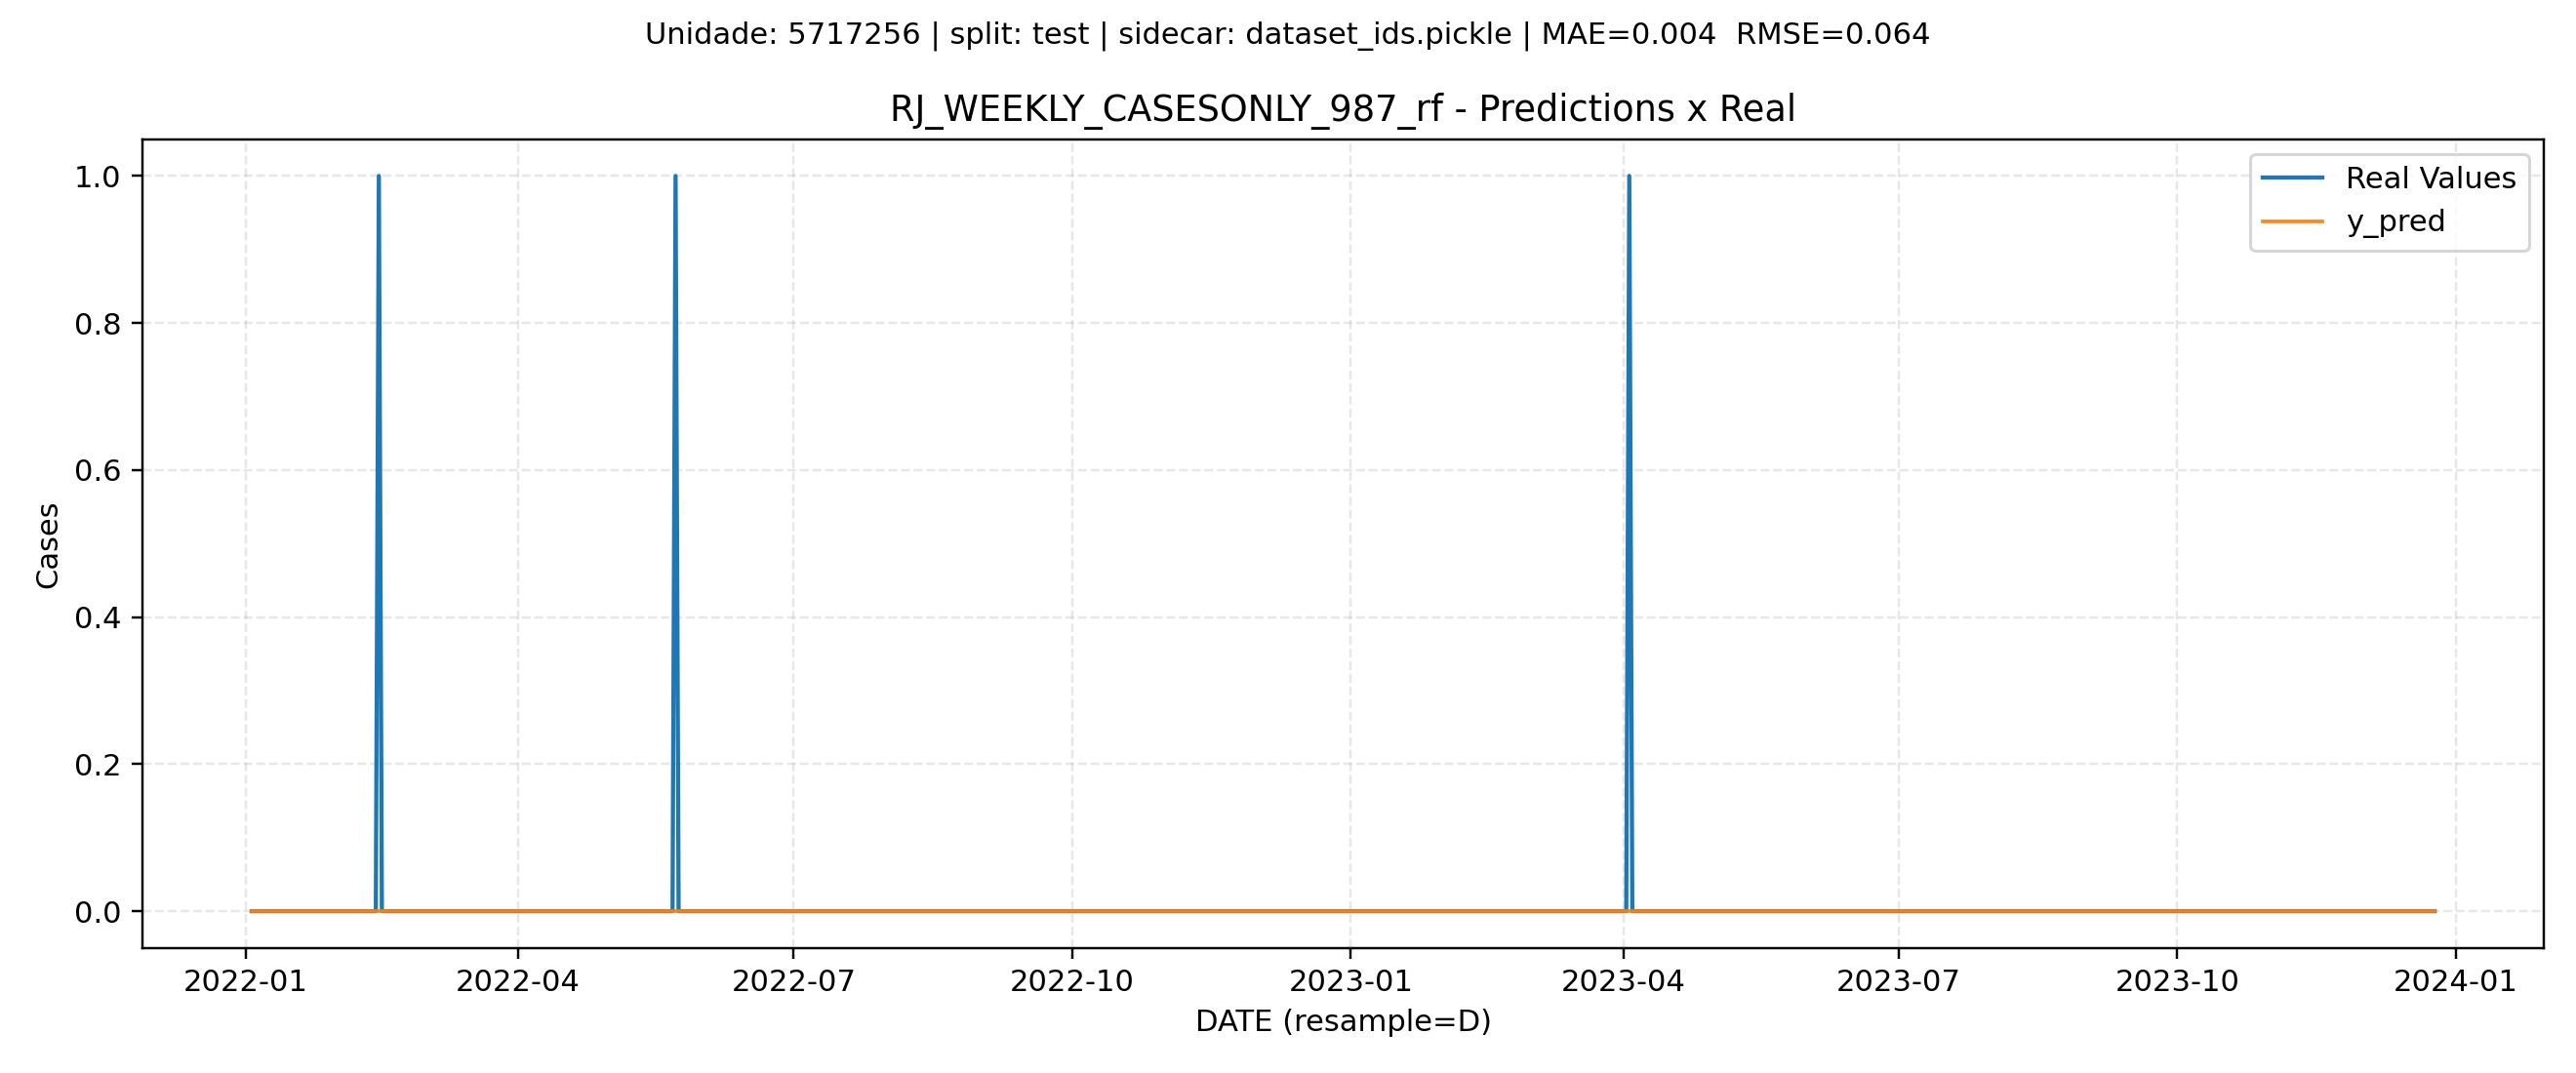 Unidade: 5717256 | split: test | sidecar: dataset_ids.pickle | MAE=0.004  RMSE=0.064
RJ_WEEKLY_CASESONLY_987_rf - Predictions x Real
Real Values
y_pred
Cases
1.0
0.8
0.6
0.4
0.2
0.0
2022-01
2022-04
2022-07
2022-10
2023-01
2023-04
2023-07
2023-10
2024-01
DATE (resample=D)